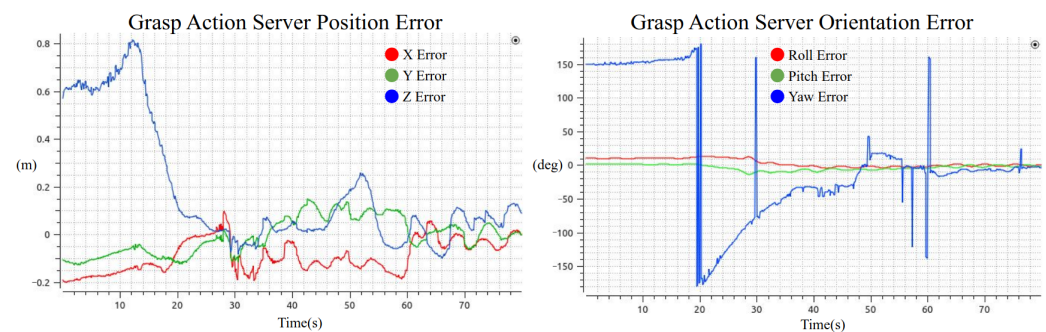 Grasp Action Server Position Error
X Error
Y Error
Z Error
(m)
0.8
0.6
0.4
0.2
0
-0.2
10
20
30
40
50
60
70
Time(s)
Grasp Action Server Orientation Error
Roll Error
Pitch Error
Yaw Error
(deg)
150
100
50
0
-50
-100
-150
10
20
30
40
50
60
70
Time(s)